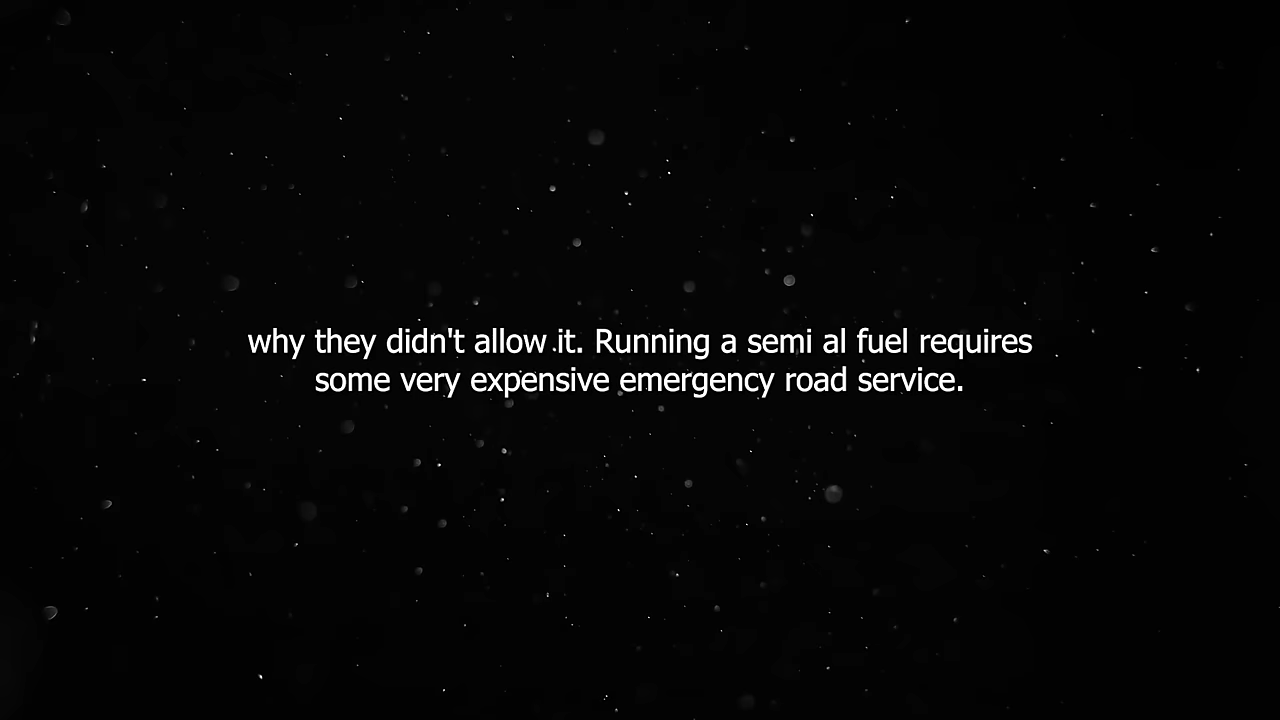 why they didn't allow it. Running a semi al fuel requires
some very expensive emergency road service.